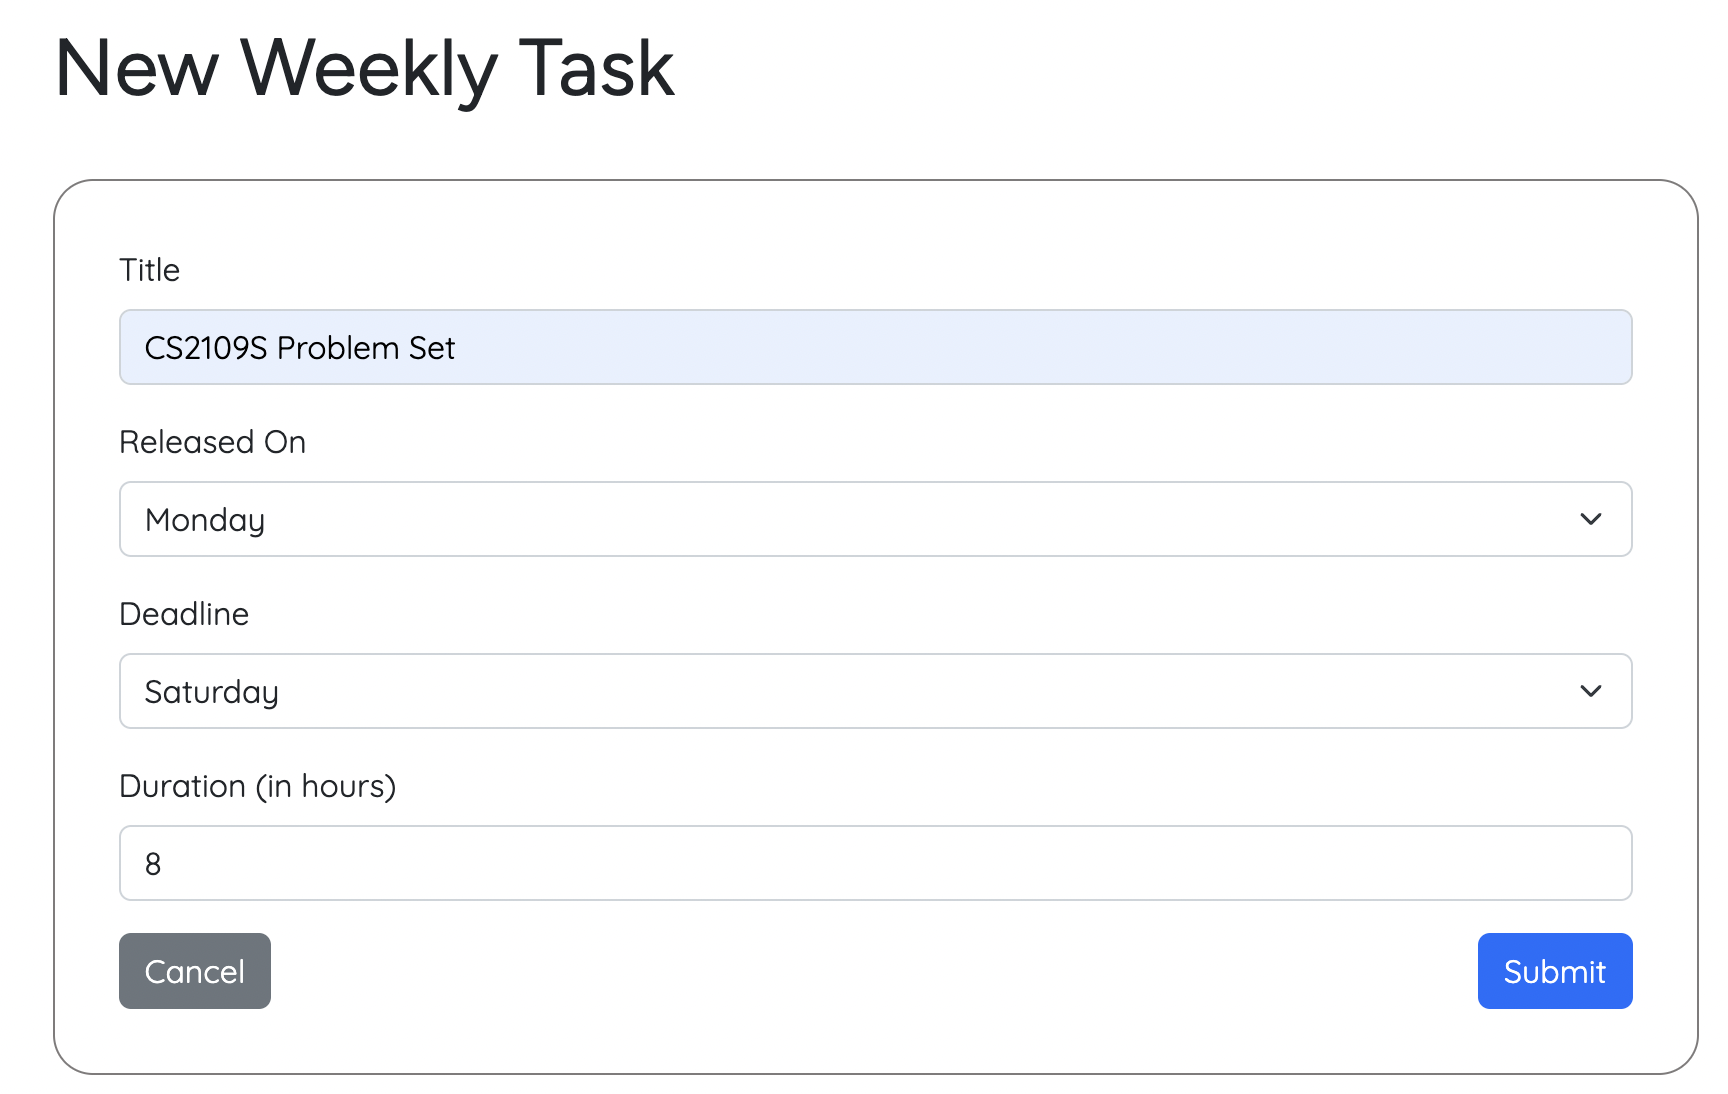 New Weekly Task
Title
CS2109S Problem Set
Released On
Monday
Deadline
Saturday
Duration (in hours)
8
Cancel
Submit